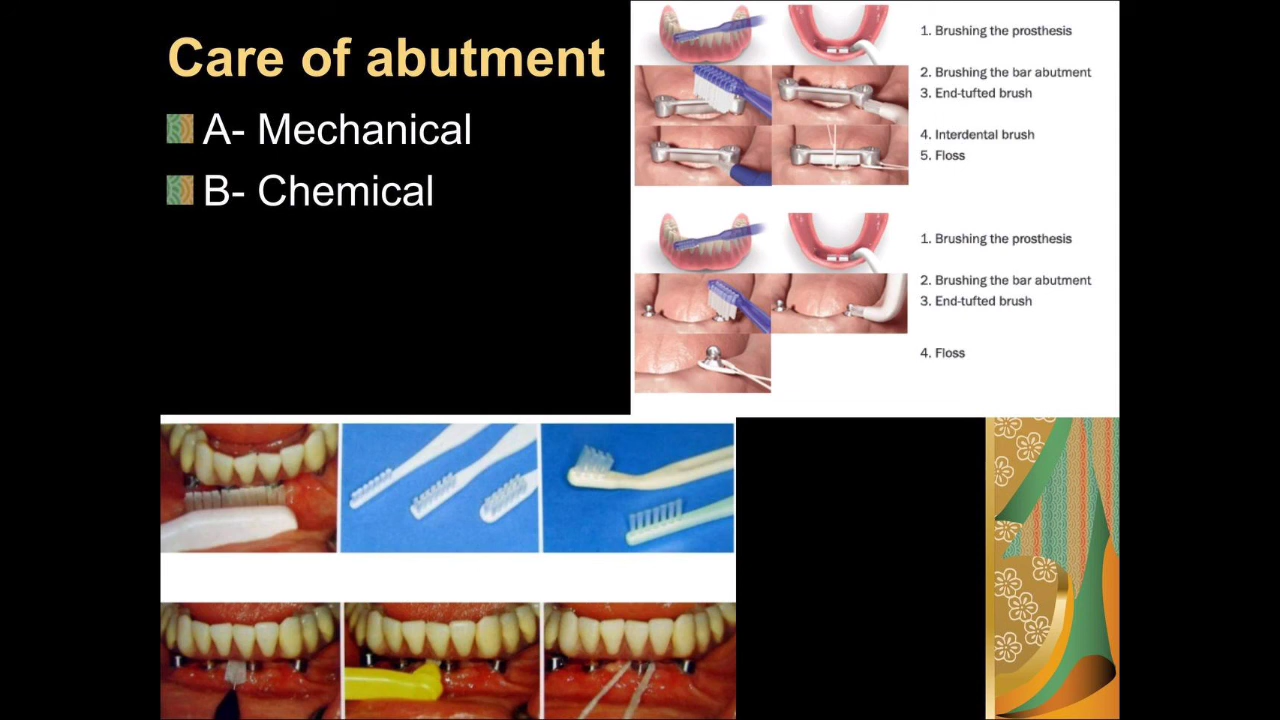 Care of abutment
A- Mechanical
B- Chemical
1. Brushing the prosthesis
2. Brushing the bar abutment
3. End-tufted brush
4. Interdental brush
5. Floss
1. Brushing the prosthesis
2. Brushing the bar abutment
3. End-tufted brush
4. Floss